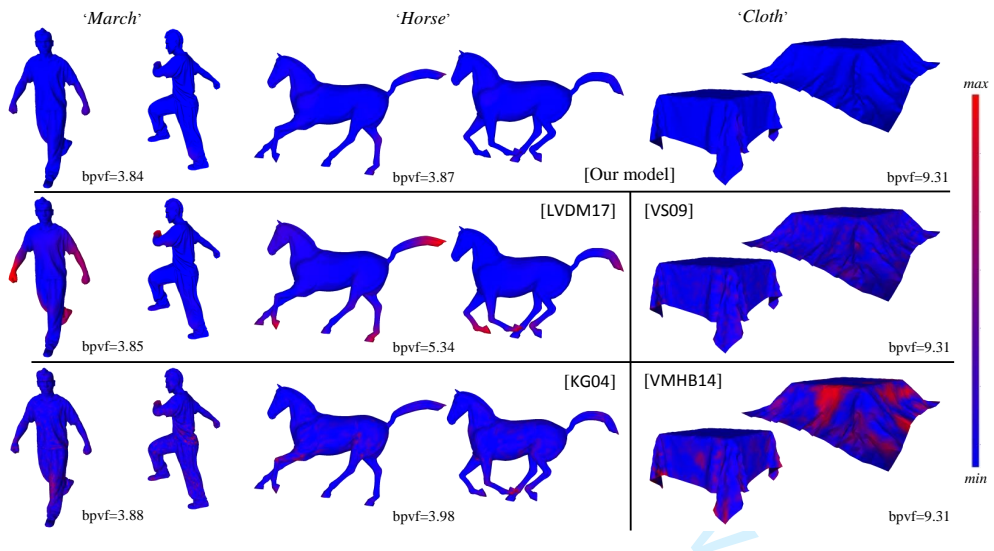 ‘March’ ‘Horse’ ‘Cloth’
max
bpvf=3.84 bpvf=3.87 [Our model] bpvf=9.31
[LVDM17] [VS09]
bpvf=3.85 bpvf=5.34 bpvf=9.31
[KG04] [VMHB14]
min
bpvf=3.88 bpvf=3.98 bpvf=9.31